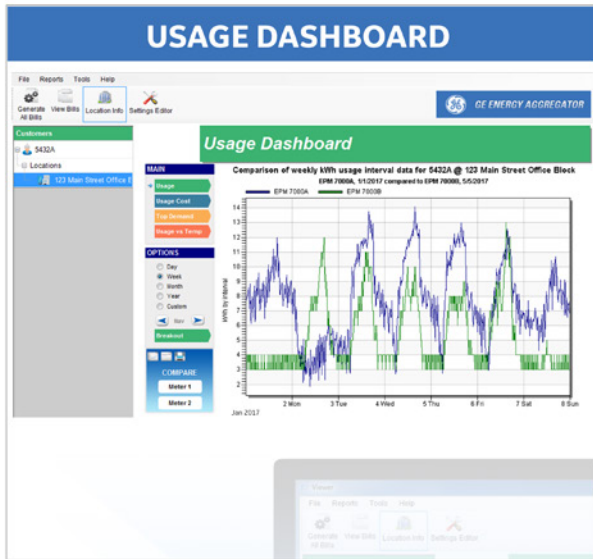 USAGE DASHBOARD
File Reports Tools Help
Generate All Bills
View Bills
Location Info
Settings Editor
GE ENERGY AGGREGATOR
Customers
5432A
Locations
123 Main Street Office E
Usage Dashboard
MAIN
Usage
Usage Cost
Top Demand
Usage vs Temp
OPTIONS
Day
Week
Month
Year
Custom
Nav
Breakout
COMPARE
Meter 1
Meter 2
Comparison of weekly kWh usage interval data for 5432A @ 123 Main Street Office Block
EPM 7000A, 1/1/2017 compared to EPM 7000B, 5/5/2017
EPM 7000A EPM 7000B
kWh by Interval
14
13
12
11
10
9
8
7
6
5
4
3
2
2 Mon 3 Tue 4 Wed 5 Thu 6 Fri 7 Sat 8 Sun
Jan 2017
Viewer
File Reports Tools Help
Generate All Bills
View Bills
Location Info
Settings Editor